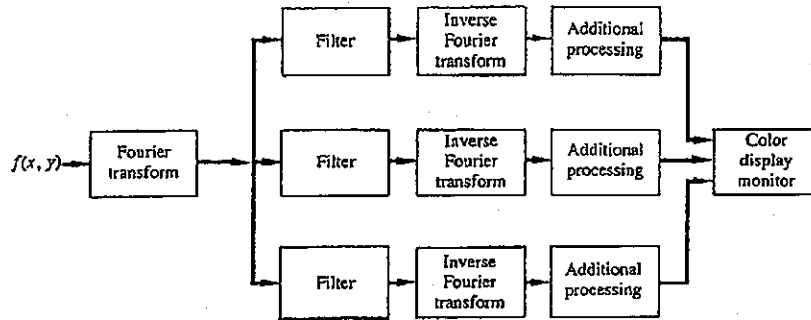 Filter
Inverse
Fourier
transform
Additional
processing
f(x, y)
Fourier
transform
Filter
Inverse
Fourier
transform
Additional
processing
Color
display
monitor
Filter
Inverse
Fourier
transform
Additional
processing